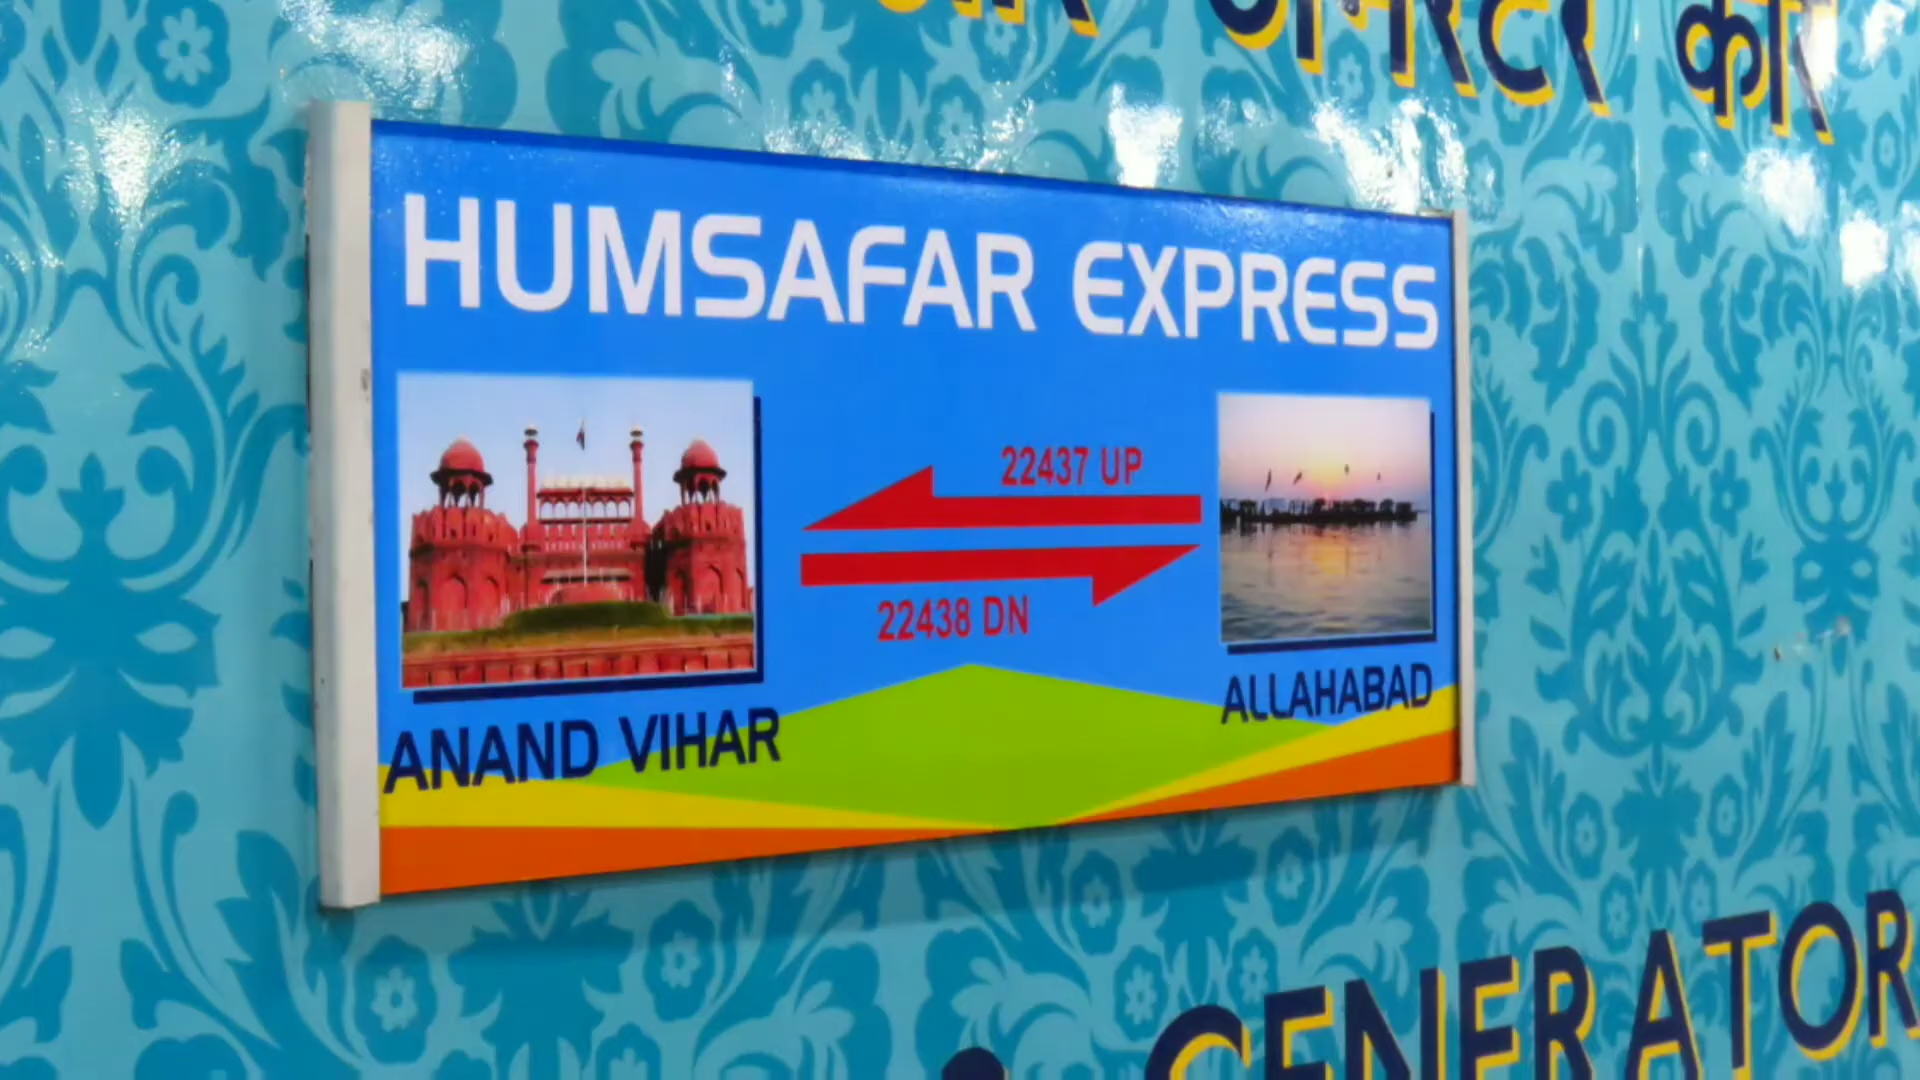 कार
HUMSAFAR EXPRESS
22437 UP
22438 DN
ANAND VIHAR
ALLAHABAD
GENERATOR